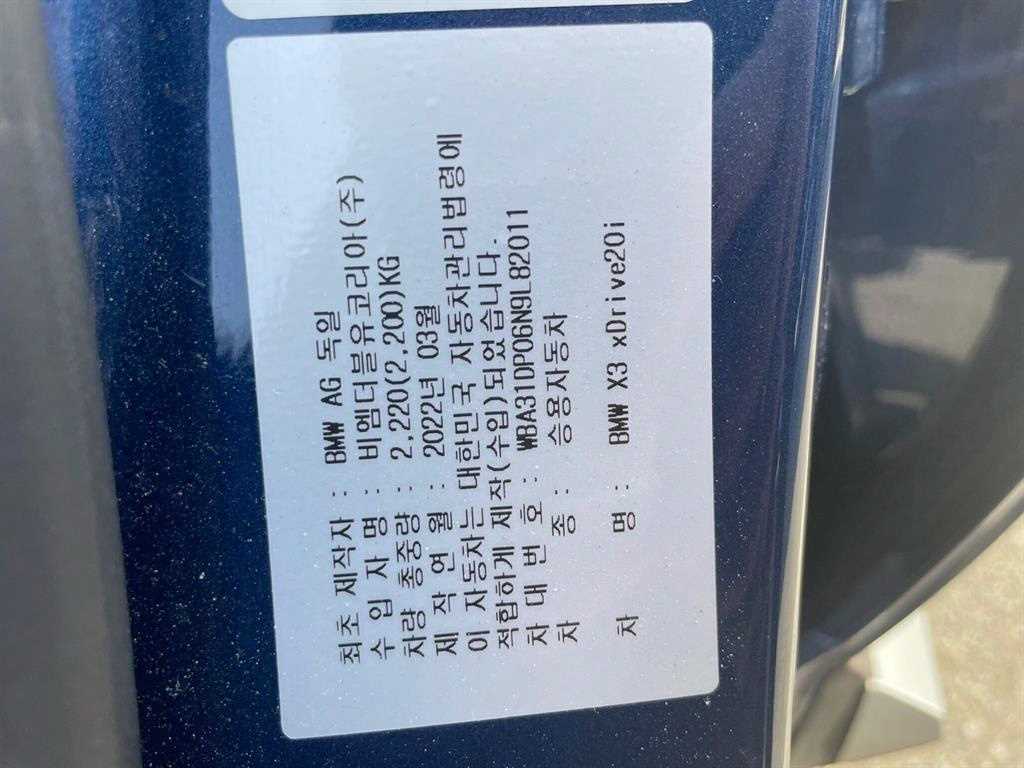 최초 제작자 : BMW AG 독일
수 입 자 명 : 비엠더블유코리아(주)
차량 총중량 : 2,220(2,200)KG
제 작 연 월 : 2022년 03월
이 자동차는 대한민국 자동차관리법령에
적합하게 제작(수입)되었습니다.
차 대 번 호 : WBA31DP06N9L82011
차 종 : 승용자동차
차 명 : BMW X3 xDrive20i